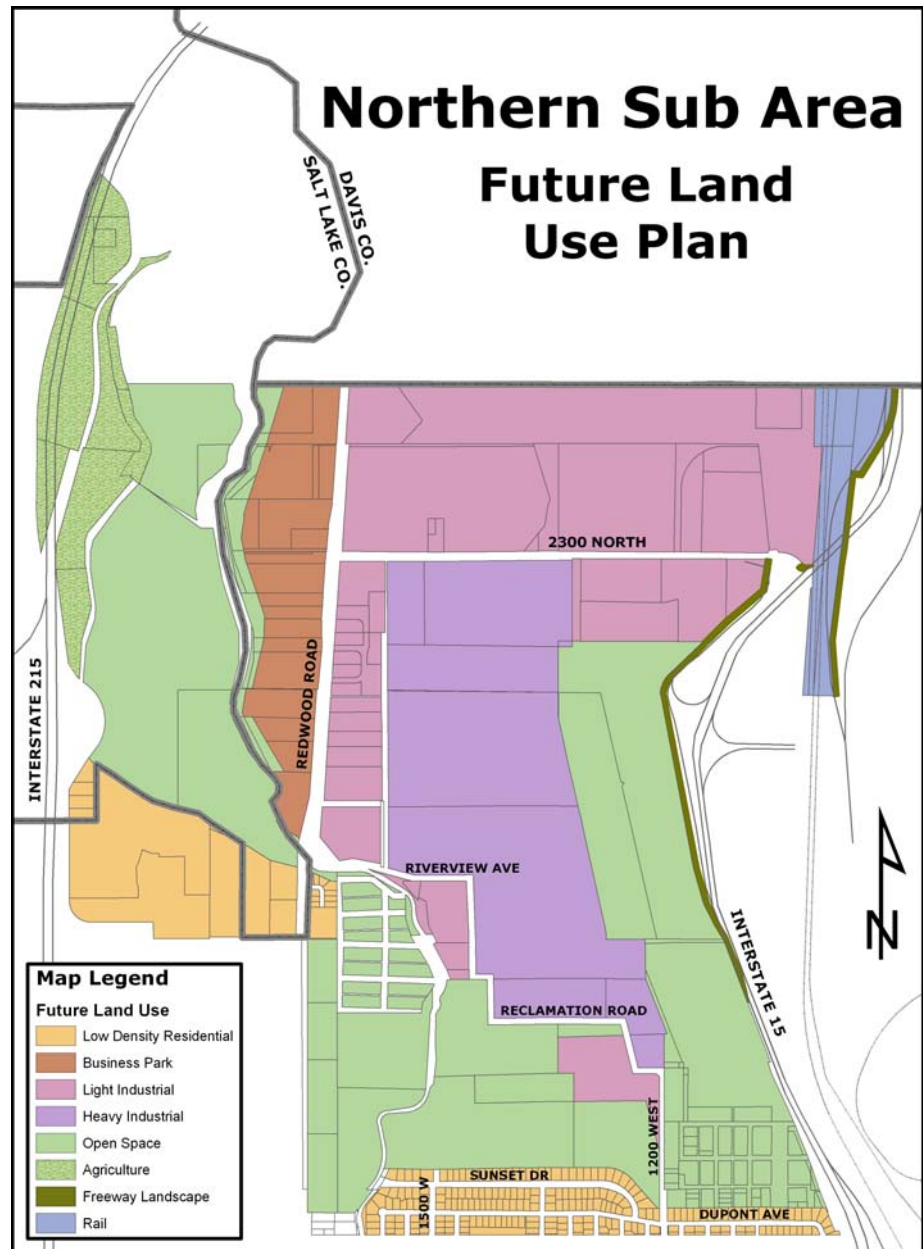 Northern Sub Area
Future Land
Use Plan
DAVIS CO.
SALT LAKE CO.
2300 NORTH
REDWOOD ROAD
INTERSTATE 215
RIVERVIEW AVE
INTERSTATE 15
N
RECLAMATION ROAD
1200 WEST
SUNSET DR
1500 W
DUPONT AVE
Map Legend
Future Land Use
Low Density Residential
Business Park
Light Industrial
Heavy Industrial
Open Space
Agriculture
Freeway Landscape
Rail